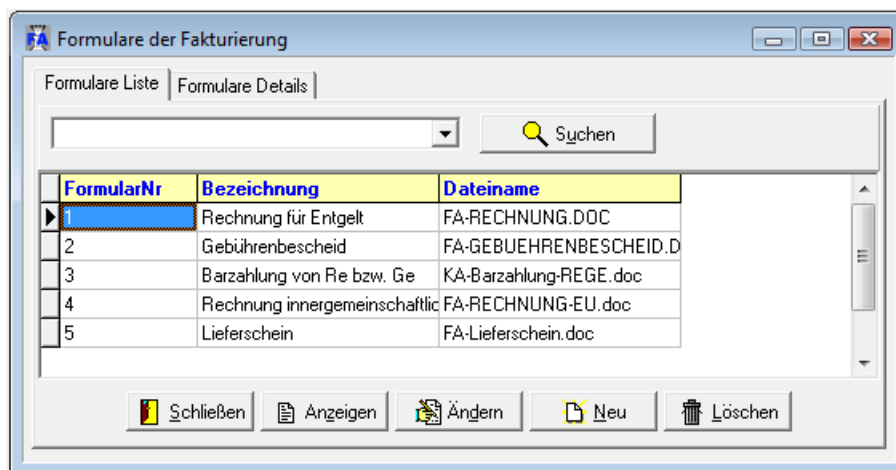 FA Formulare der Fakturierung
Formulare Liste Formulare Details
Suchen
FormularNr Bezeichnung Dateiname
1 Rechnung für Entgelt FA-RECHNUNG.DOC
2 Gebührenbescheid FA-GEBUEHRENBESCHEID.D
3 Barzahlung von Re bzw. Ge KA-Barzahlung-REGE.doc
4 Rechnung innergemeinschaftlic FA-RECHNUNG-EU.doc
5 Lieferschein FA-Lieferschein.doc
Schließen Anzeigen Ändern Neu Löschen